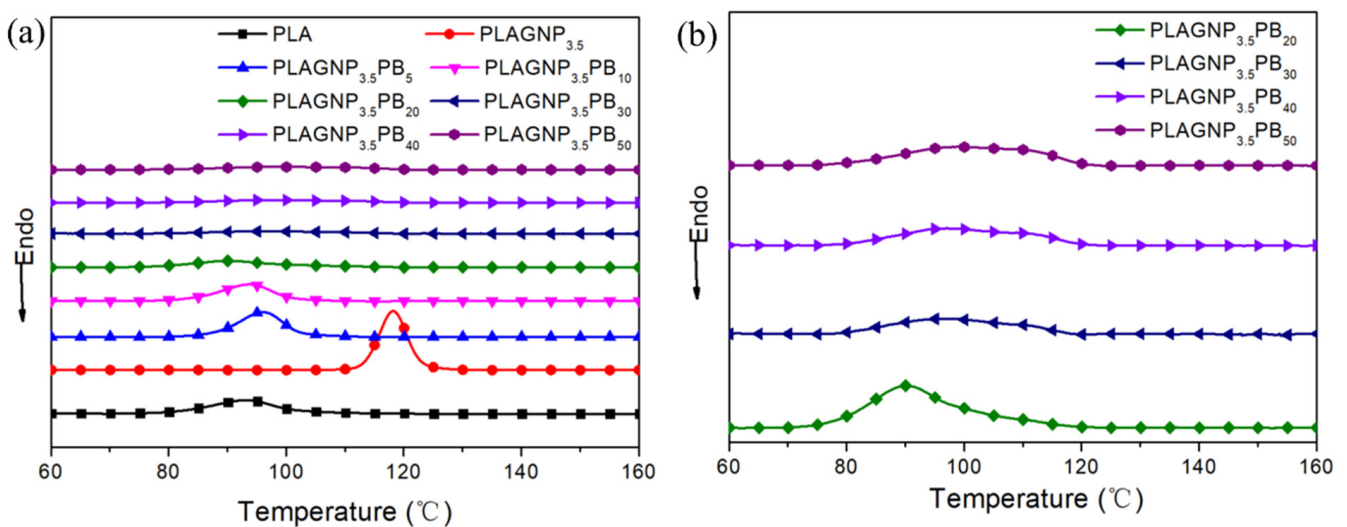 (a)
PLA PLAGNP3.5
PLAGNP3.5PB5 PLAGNP3.5PB10
PLAGNP3.5PB20 PLAGNP3.5PB30
PLAGNP3.5PB40 PLAGNP3.5PB50
Endo
60 80 100 120 140 160
Temperature (℃)
(b)
PLAGNP3.5PB20
PLAGNP3.5PB30
PLAGNP3.5PB40
PLAGNP3.5PB50
Endo
60 80 100 120 140 160
Temperature (℃)